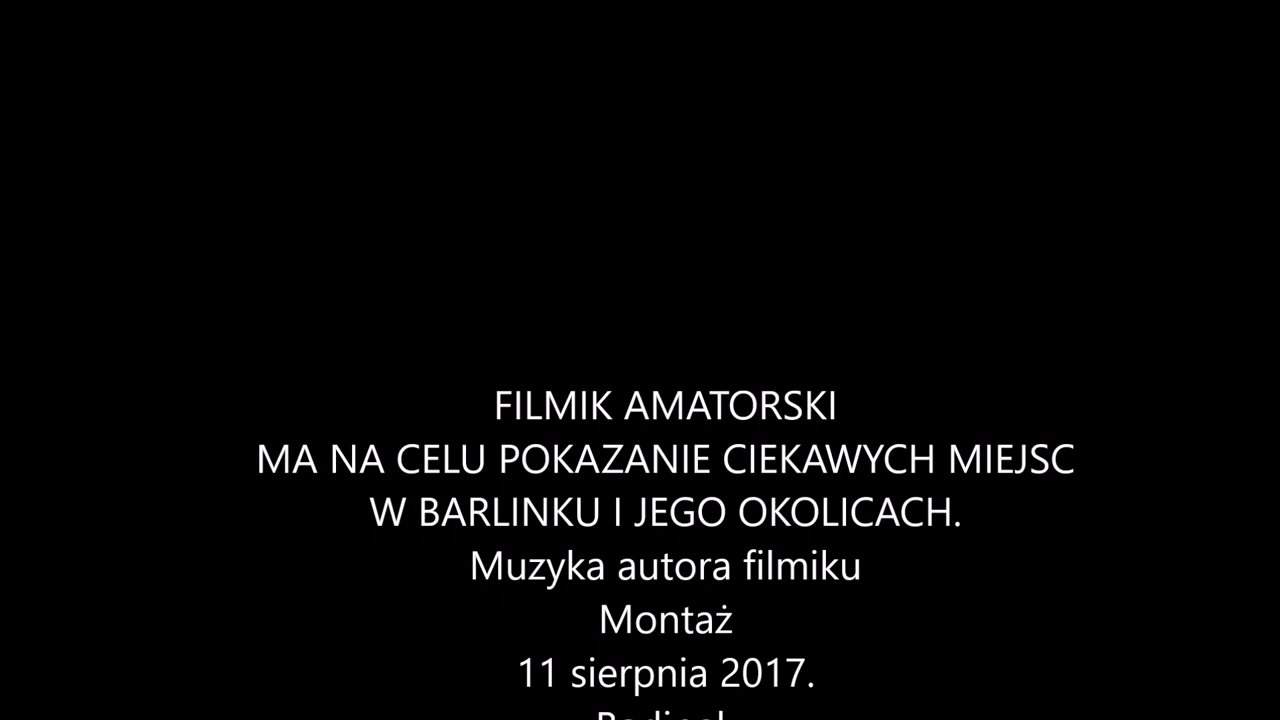 FILMIK AMATORSKI
MA NA CELU POKAZANIE CIEKAWYCH MIEJSC
W BARLINKU I JEGO OKOLICACH.
Muzyka autora filmiku
Montaż
11 sierpnia 2017.